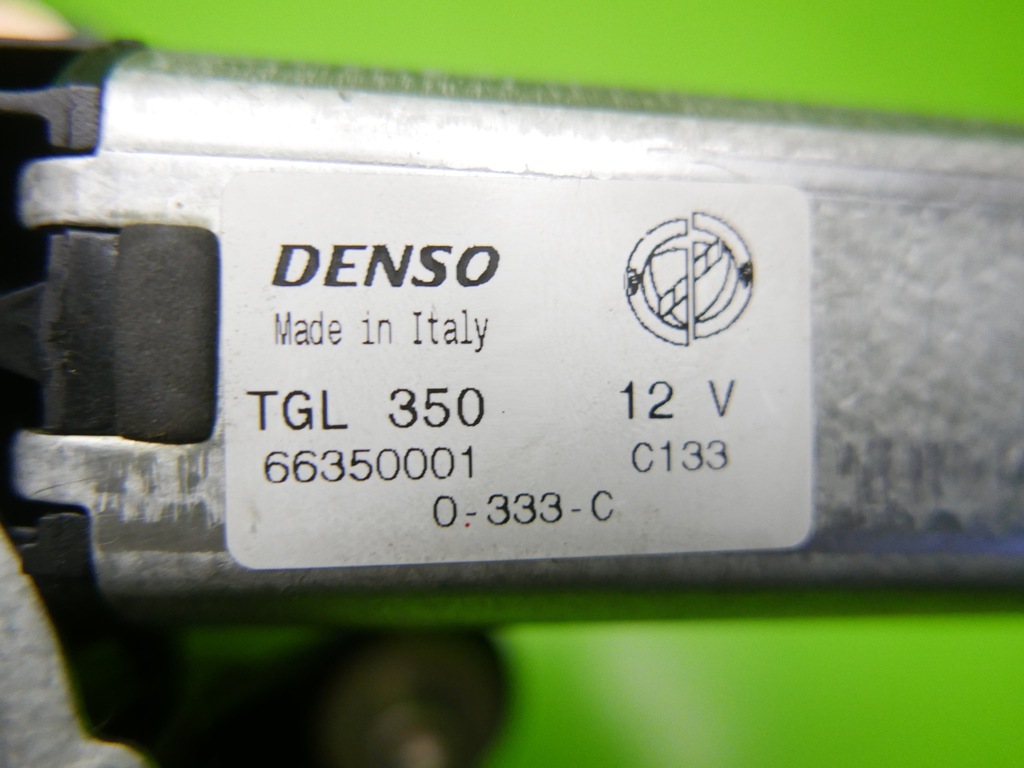 DENSO
Made in Italy
TGL 350 12 V
66350001 C133
0-333-C